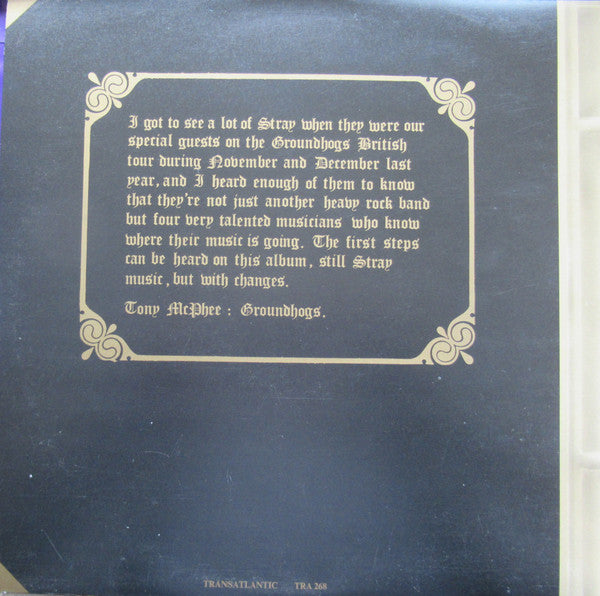 I got to see a lot of Stray when they were our
special guests on the Groundhogs British
tour during November and December last
year, and I heard enough of them to know
that they're not just another heavy rock band
but four very talented musicians who know
where their music is going. The first steps
can be heard on this album, still Stray
music, but with changes.
Tony McPhee : Groundhogs.
TRANSATLANTIC TRA 268